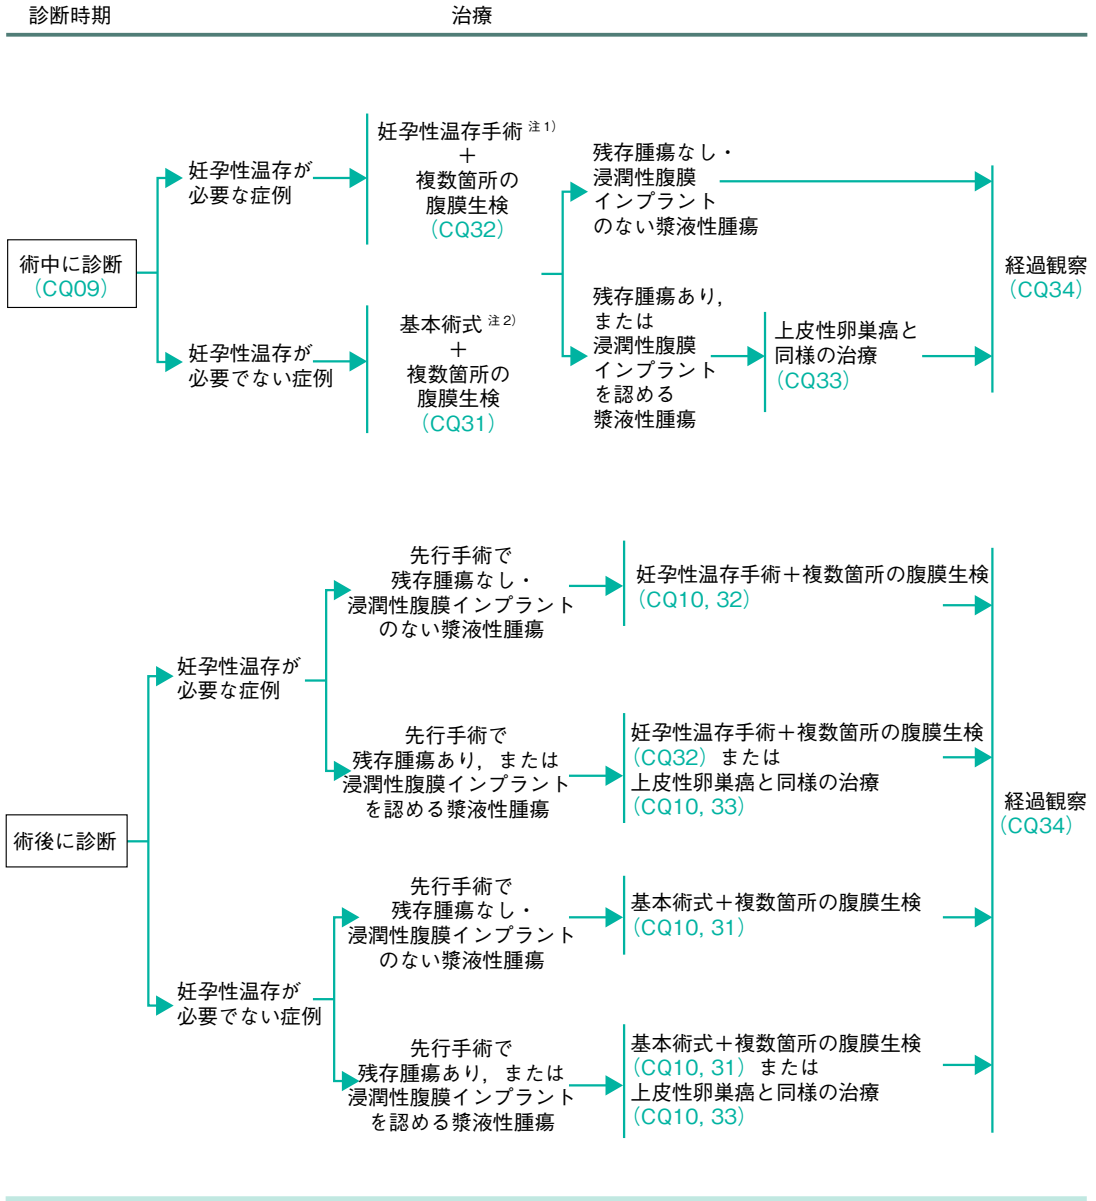 診断時期
治療
術中に診断
（CQ09）
妊孕性温存が
必要な症例
妊孕性温存が
必要でない症例
妊孕性温存手術 注1)
＋
複数箇所の
腹膜生検
（CQ32）
基本術式 注2)
＋
複数箇所の
腹膜生検
（CQ31）
残存腫瘍なし・
浸潤性腹膜
インプラント
のない漿液性腫瘍
残存腫瘍あり，
または
浸潤性腹膜
インプラント
を認める
漿液性腫瘍
上皮性卵巣癌と
同様の治療
（CQ33）
経過観察
（CQ34）
術後に診断
妊孕性温存が
必要な症例
先行手術で
残存腫瘍なし・
浸潤性腹膜インプラント
のない漿液性腫瘍
妊孕性温存手術＋複数箇所の腹膜生検
（CQ10, 32）
先行手術で
残存腫瘍あり，または
浸潤性腹膜インプラント
を認める漿液性腫瘍
妊孕性温存手術＋複数箇所の腹膜生検
（CQ32）または
上皮性卵巣癌と同様の治療
（CQ10, 33）
妊孕性温存が
必要でない症例
先行手術で
残存腫瘍なし・
浸潤性腹膜インプラント
のない漿液性腫瘍
基本術式＋複数箇所の腹膜生検
（CQ10, 31）
先行手術で
残存腫瘍あり，または
浸潤性腹膜インプラント
を認める漿液性腫瘍
基本術式＋複数箇所の腹膜生検
（CQ10, 31）または
上皮性卵巣癌と同様の治療
（CQ10, 33）
経過観察
（CQ34）